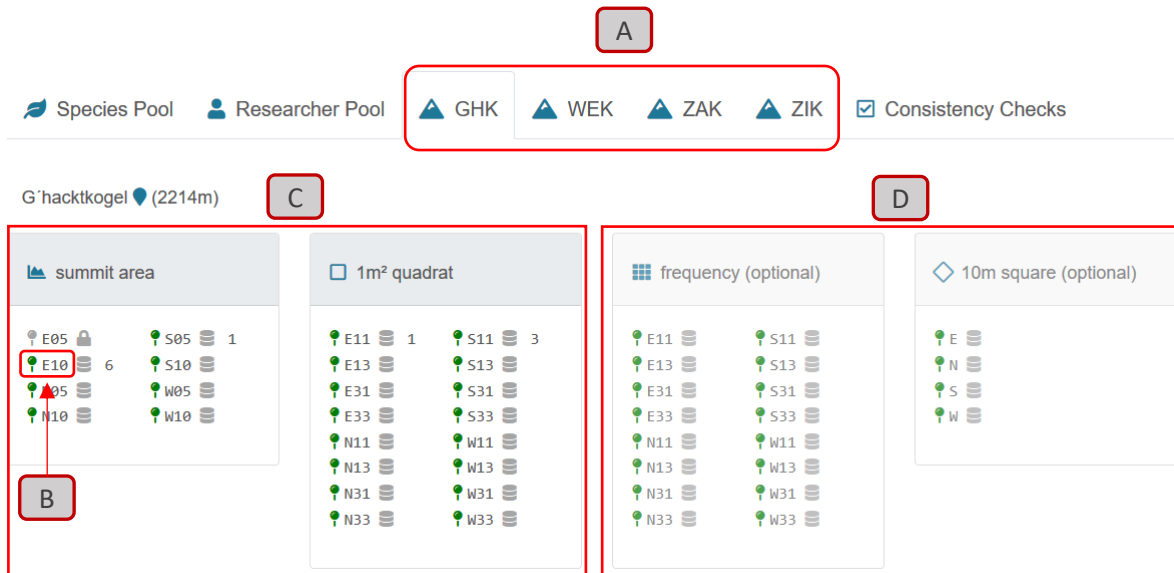 A
Species Pool Researcher Pool GHK WEK ZAK ZIK Consistency Checks
G´hacktkogel (2214m)
C
D
summit area
E05 S05 1
E10 6 S10
05 W05
N10 W10
B
1m² quadrat
E11 1 S11 3
E13 S13
E31 S31
E33 S33
N11 W11
N13 W13
N31 W31
N33 W33
frequency (optional)
E11 S11
E13 S13
E31 S31
E33 S33
N11 W11
N13 W13
N31 W31
N33 W33
10m square (optional)
E
N
S
W